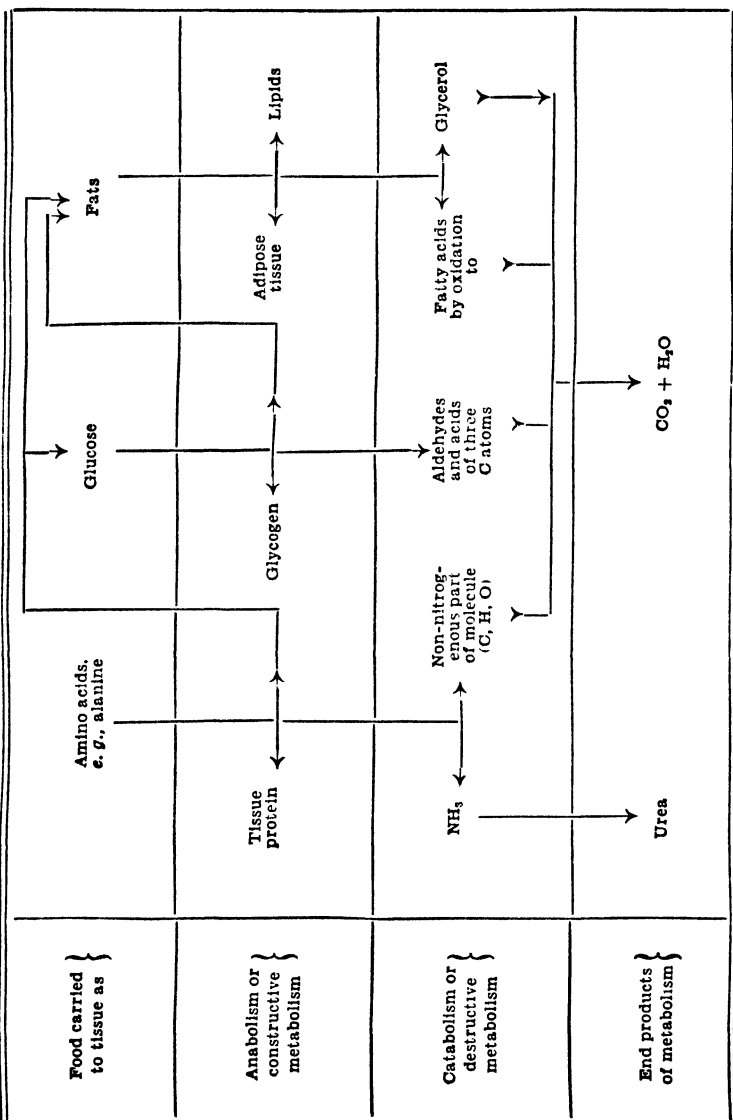 Food carried
to tissue as
Amino acids.
e. g., alanine
Glucose
Fats
Anabolism or
constructive
metabolism
Tissue
protein
Glycogen
Adipose
tissue
Lipids
Catabolism or
destructive
metabolism
NH₃
Non-nitrog-
enous part
of molecule
(C, H, O)
Aldehydes
and acids
of three
C atoms
Fatty acids
by oxidation
to
Glycerol
End products
of metabolism
Urea
CO₂ + H₂O